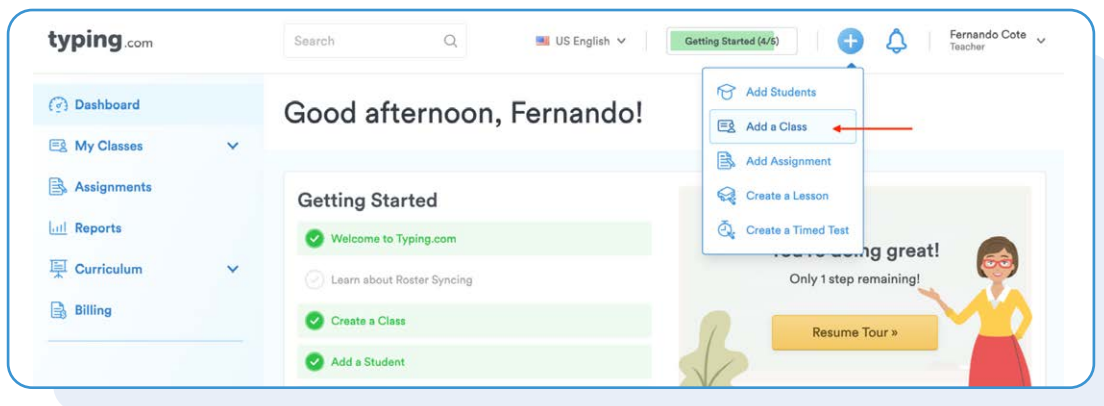 typing.com
Search
US English
Getting Started (4/5)
Fernando Cote
Teacher
Dashboard
My Classes
Assignments
Reports
Curriculum
Billing
Good afternoon, Fernando!
Add Students
Add a Class
Add Assignment
Create a Lesson
Create a Timed Test
Getting Started
Welcome to Typing.com
Learn about Roster Syncing
Create a Class
Add a Student
You're doing great!
Only 1 step remaining!
Resume Tour »